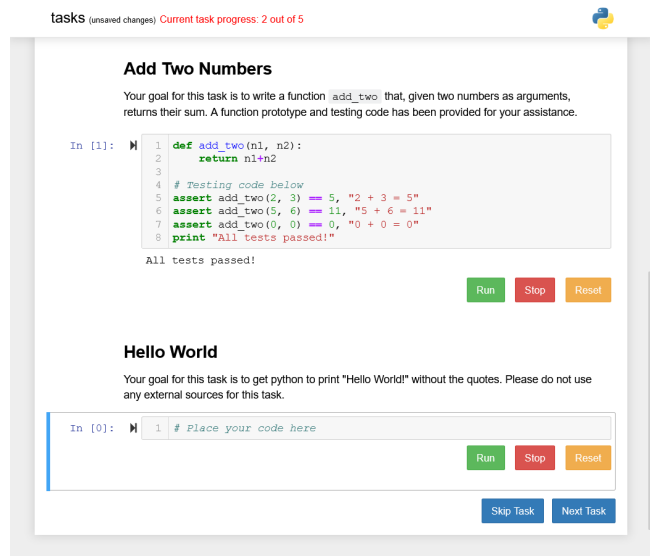 tasks (unsaved changes) Current task progress: 2 out of 5
Add Two Numbers
Your goal for this task is to write a function add_two that, given two numbers as arguments,
returns their sum. A function prototype and testing code has been provided for your assistance.
In [1]:
1 def add_two(n1, n2):
2     return n1+n2
3
4 # Testing code below
5 assert add_two(2, 3) == 5, "2 + 3 = 5"
6 assert add_two(5, 6) == 11, "5 + 6 = 11"
7 assert add_two(0, 0) == 0, "0 + 0 = 0"
8 print "All tests passed!"
All tests passed!
Run Stop Reset
Hello World
Your goal for this task is to get python to print "Hello World!" without the quotes. Please do not use
any external sources for this task.
In [0]: 1 # Place your code here
Run Stop Reset
Skip Task Next Task